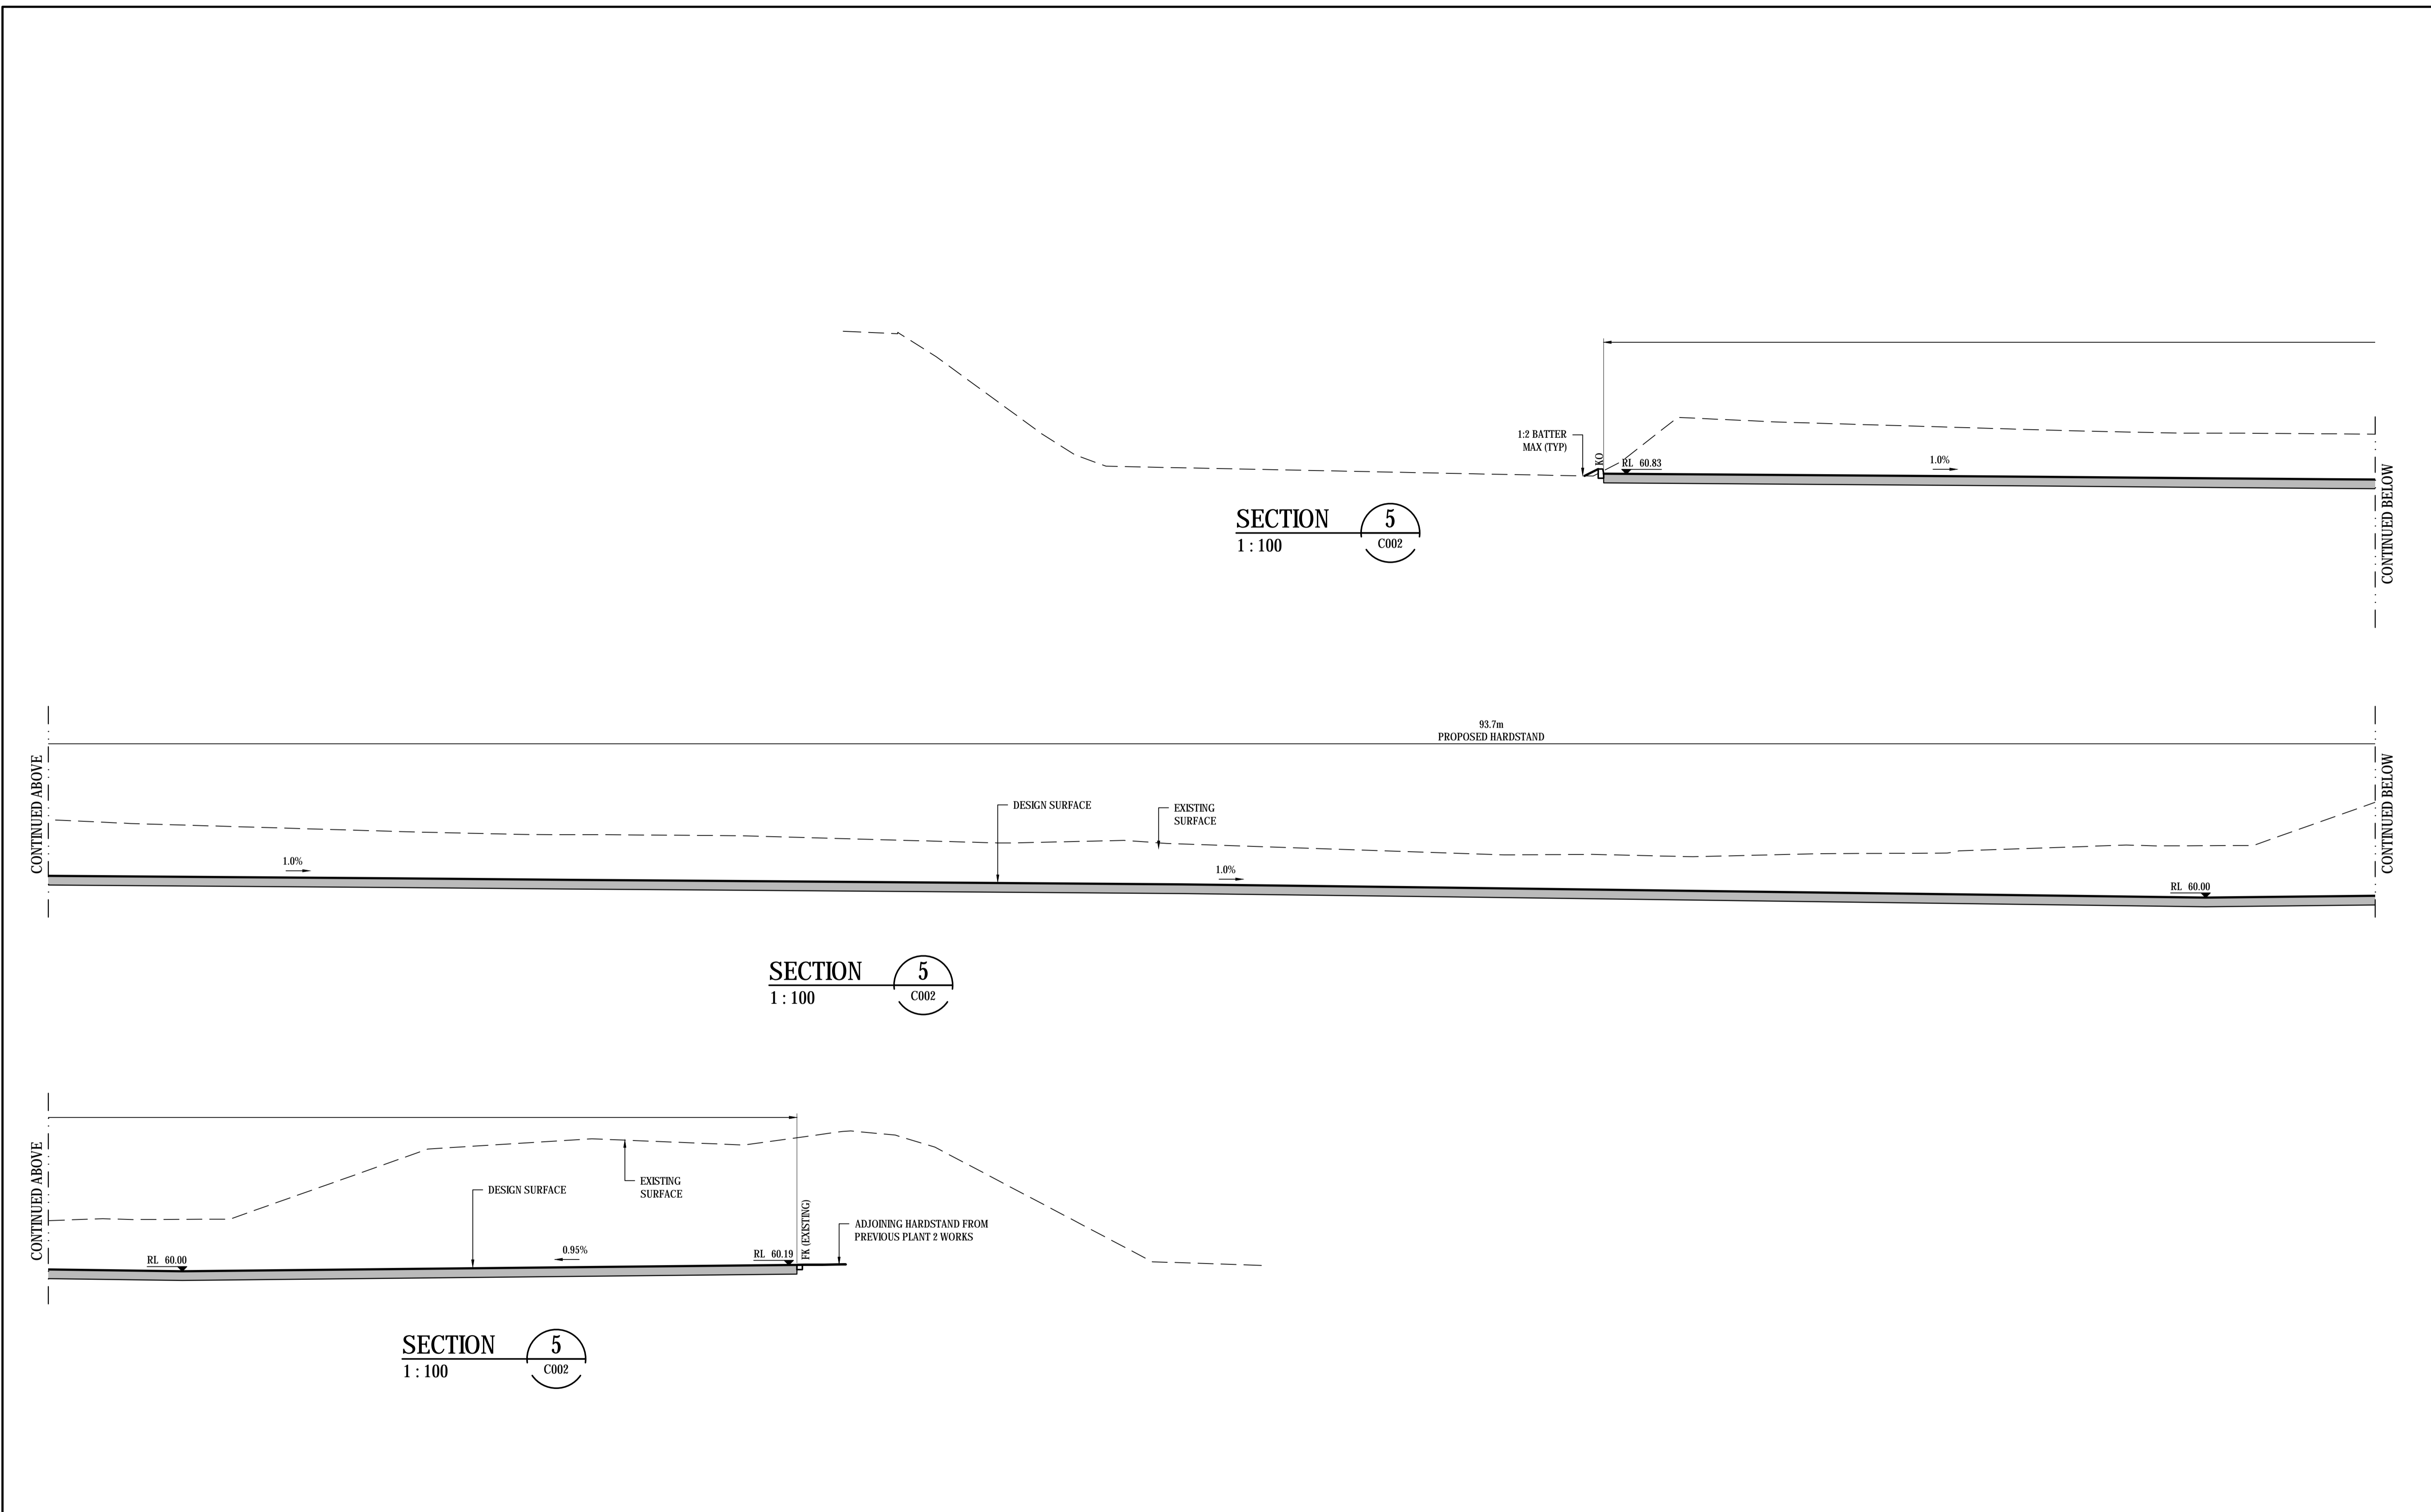 1:2 BATTER
MAX (TYP)
KO
RL 60.83
1.0%
CONTINUED BELOW
SECTION
5
1 : 100
C002
93.7m
PROPOSED HARDSTAND
CONTINUED ABOVE
DESIGN SURFACE
EXISTING
SURFACE
1.0%
1.0%
RL 60.00
CONTINUED BELOW
SECTION
5
1 : 100
C002
CONTINUED ABOVE
DESIGN SURFACE
EXISTING
SURFACE
FK (EXISTING)
ADJOINING HARDSTAND FROM
PREVIOUS PLANT 2 WORKS
RL 60.00
0.95%
RL 60.19
SECTION
5
1 : 100
C002